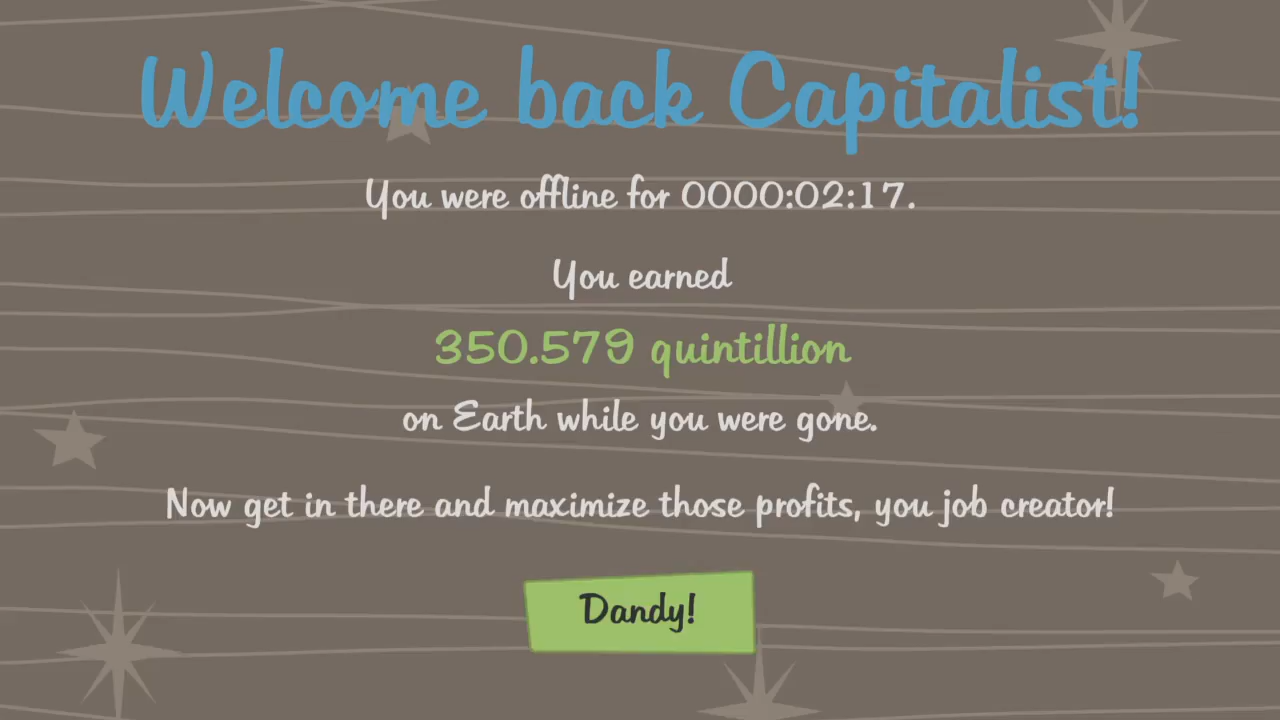 Welcome back Capitalist!
You were offline for 0000:02:17.
You earned
350.579 quintillion
on Earth while you were gone.
Now get in there and maximize those profits, you job creator!
Dandy!